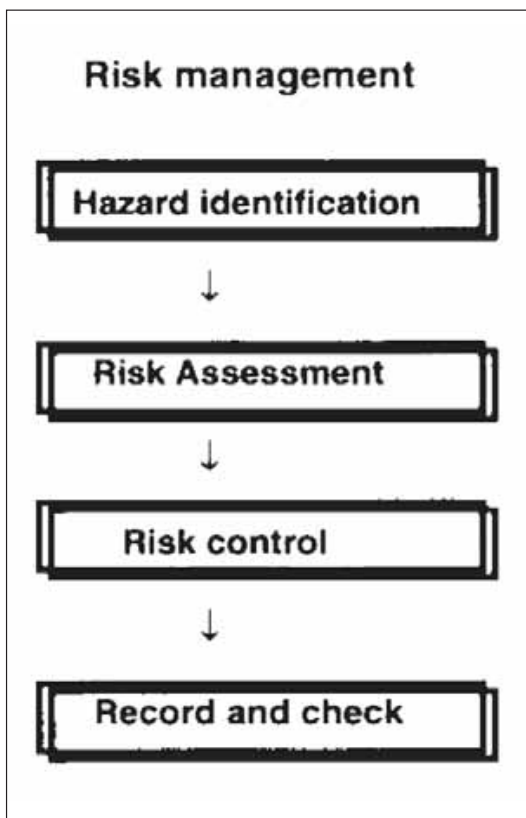 Risk management
Hazard identification
↓
Risk Assessment
↓
Risk control
↓
Record and check